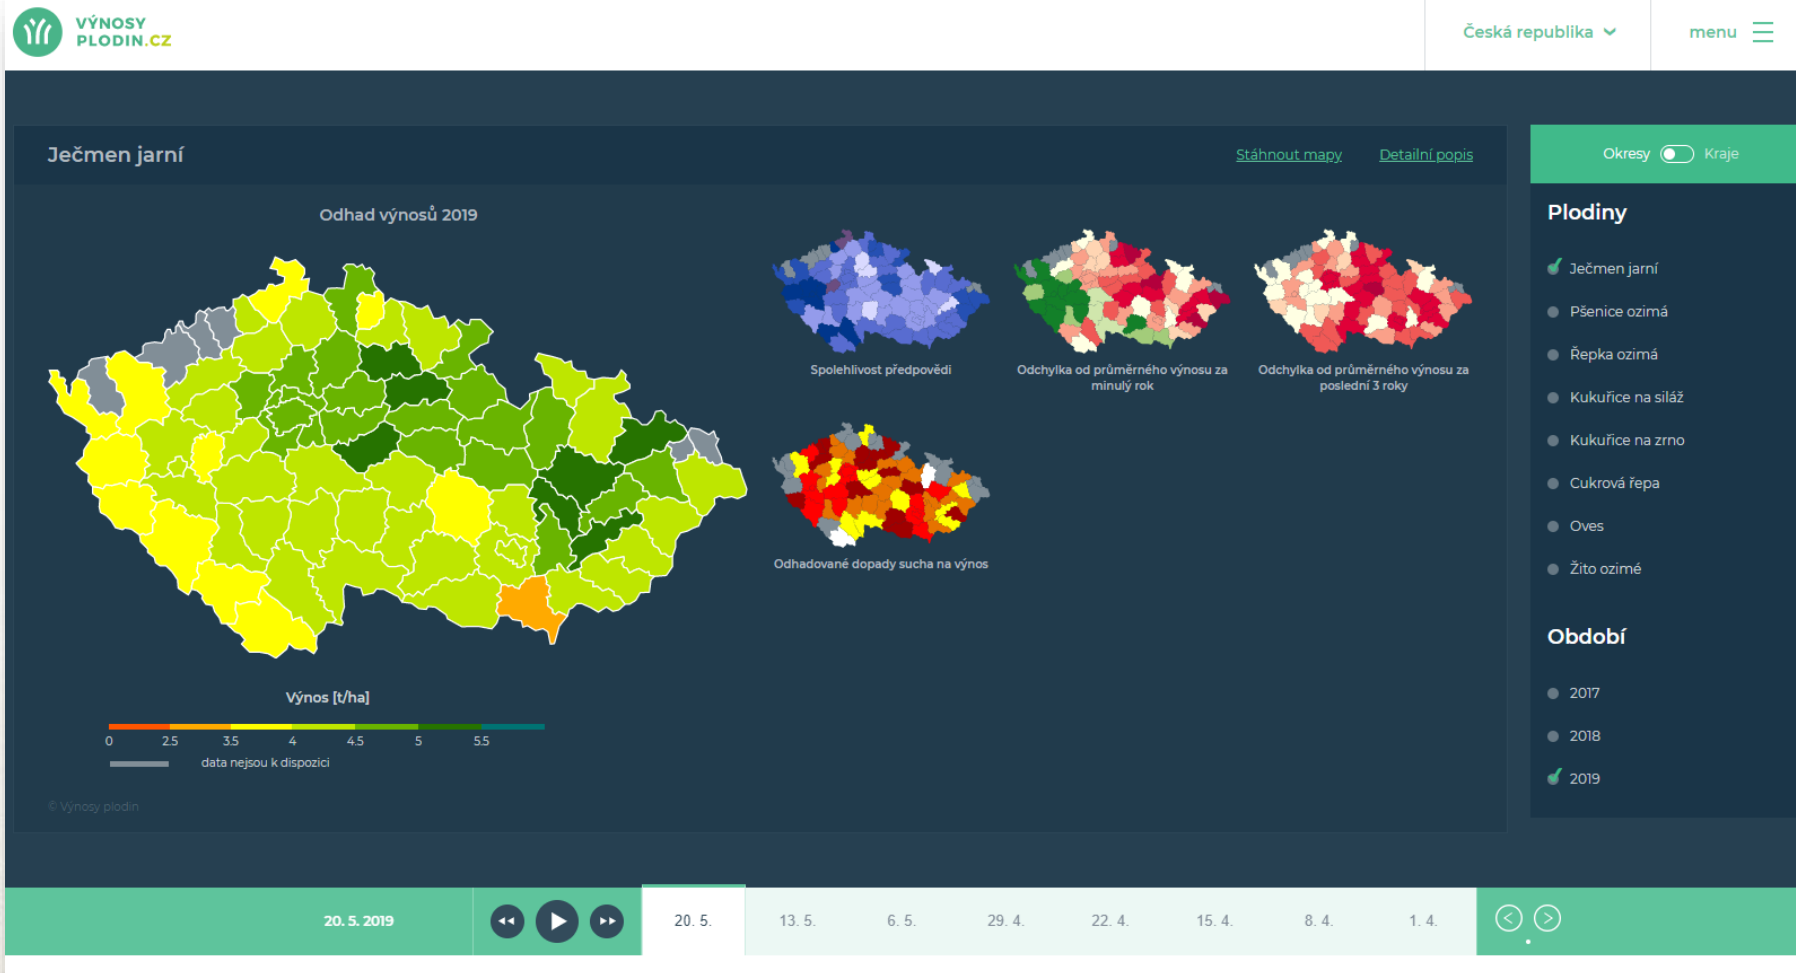 VÝNOSY
PLODIN.CZ
Česká republika
menu
Ječmen jarní
Stáhnout mapy
Detailní popis
Okresy
Kraje
Odhad výnosů 2019
Spolehlivost předpovědi
Odchylka od průměrného výnosu za
minulý rok
Odchylka od průměrného výnosu za
poslední 3 roky
Odhadované dopady sucha na výnos
Výnos [t/ha]
0 2.5 3.5 4 4.5 5 5.5
data nejsou k dispozici
© Výnosy plodin
Plodiny
Ječmen jarní
Pšenice ozimá
Řepka ozimá
Kukuřice na siláž
Kukuřice na zrno
Cukrová řepa
Oves
Žito ozimé
Období
2017
2018
2019
20. 5. 2019
20. 5.
13. 5.
6. 5.
29. 4.
22. 4.
15. 4.
8. 4.
1. 4.